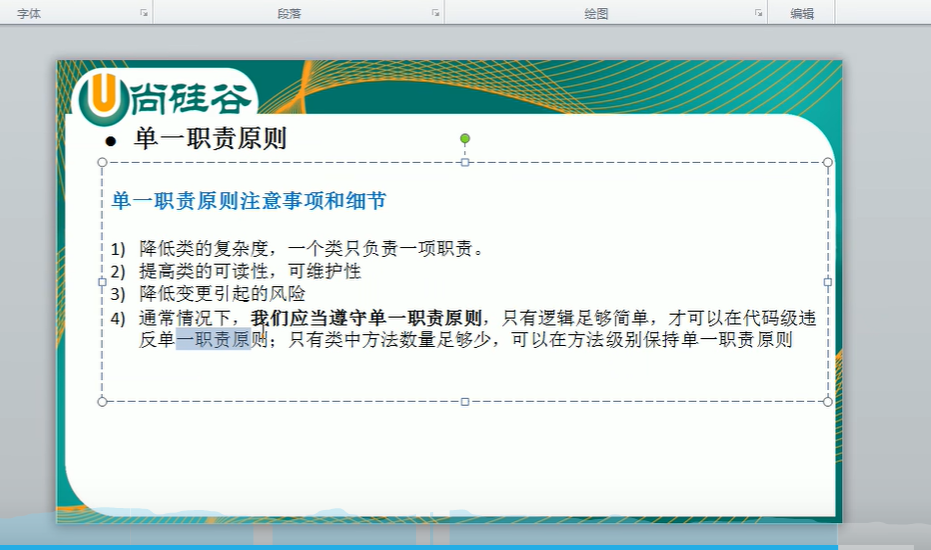 字体 段落 绘图 编辑
尚硅谷
● 单一职责原则
单一职责原则注意事项和细节
1) 降低类的复杂度，一个类只负责一项职责。
2) 提高类的可读性，可维护性
3) 降低变更引起的风险
4) 通常情况下，我们应当遵守单一职责原则，只有逻辑足够简单，才可以在代码级违
反单一职责原则；只有类中方法数量足够少，可以在方法级别保持单一职责原则